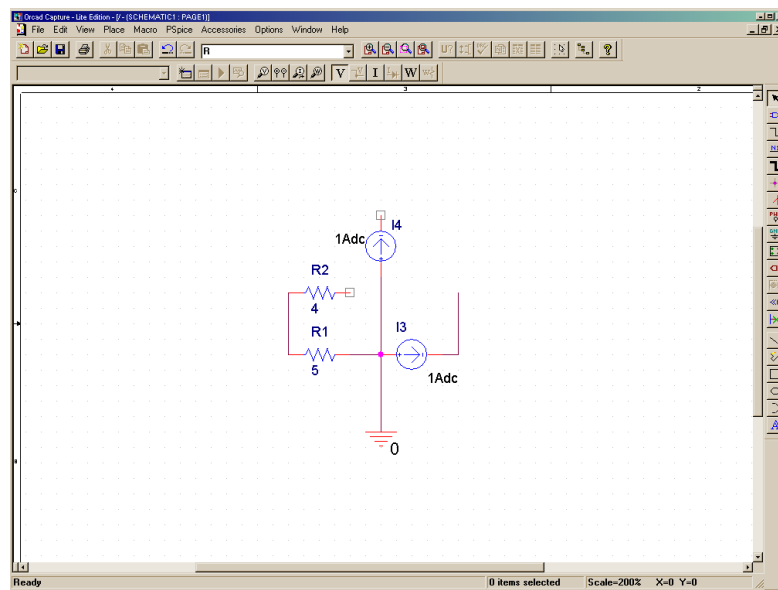 Orcad Capture - Lite Edition - [/ - (SCHEMATIC1 : PAGE1)]
File Edit View Place Macro PSpice Accessories Options Window Help
R
U?
V I W
4 3 2
I4
1Adc
R2
4
R1
5
I3
1Adc
0
Ready 0 items selected Scale=200% X=0 Y=0